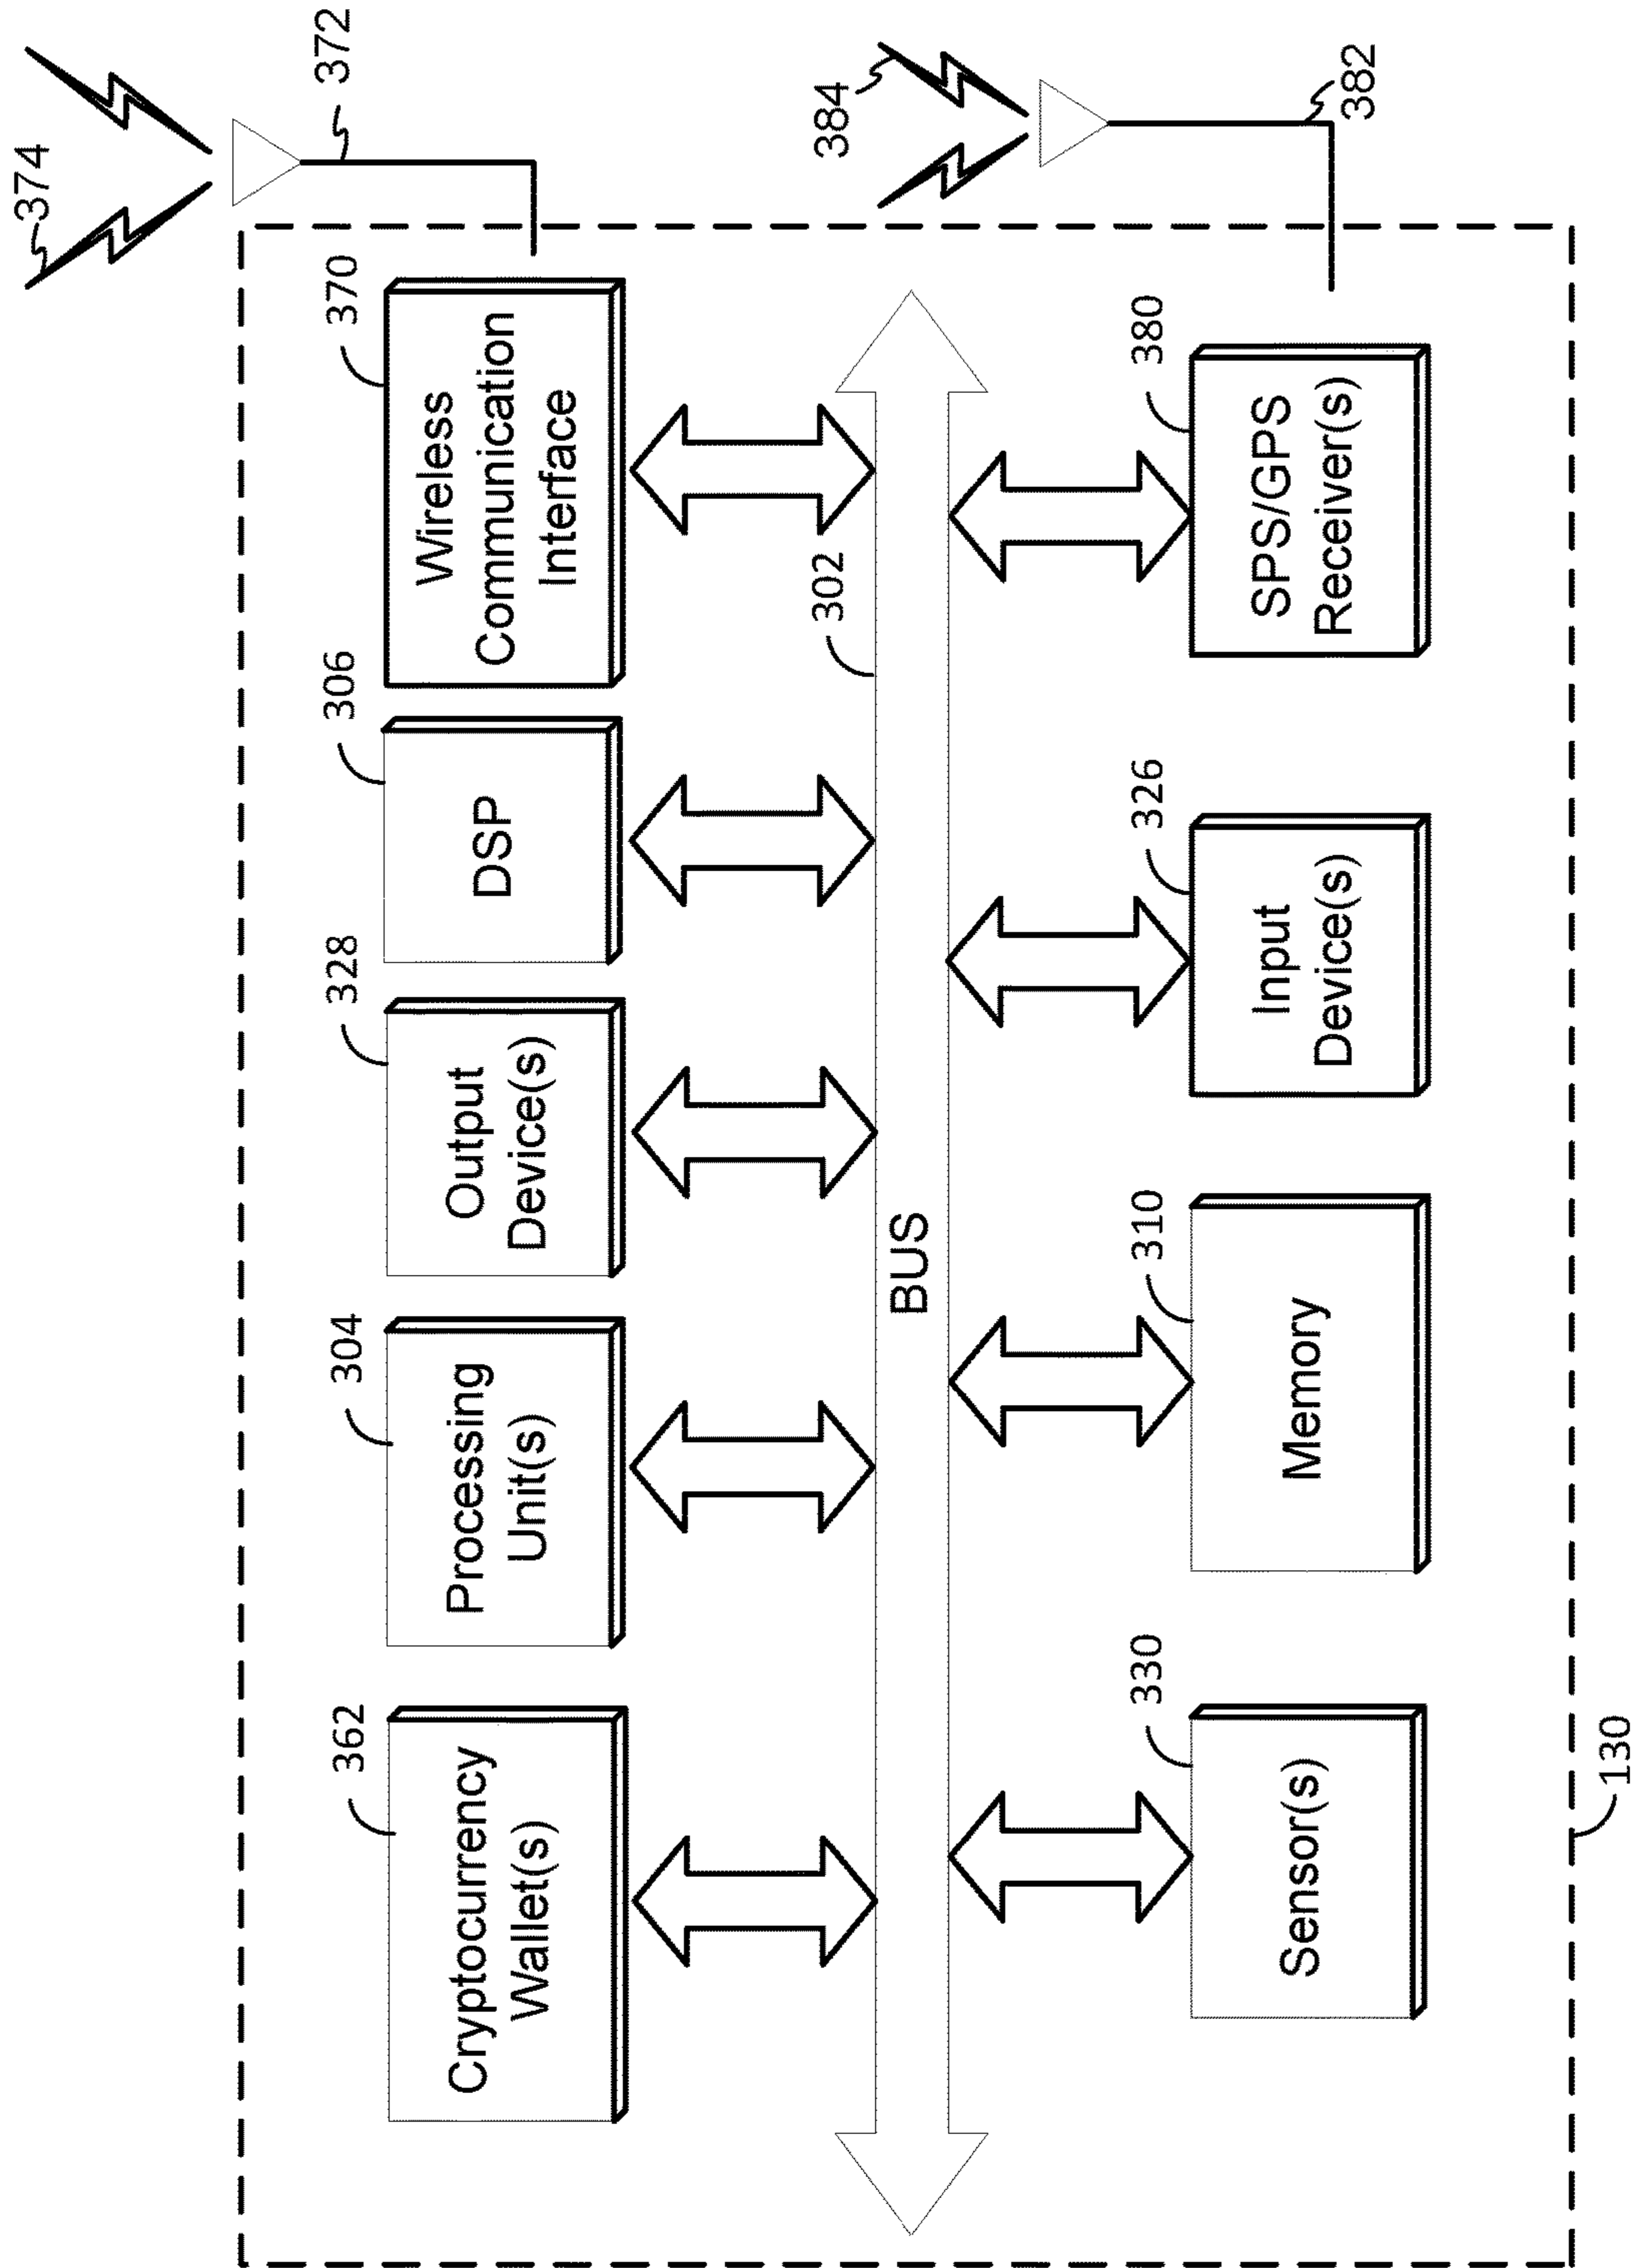 362
Cryptocurrency
Wallet(s)
304
Processing
Unit(s)
328
Output
Device(s)
306
DSP
370
Wireless
Communication
Interface
374
372
BUS
302
384
382
330
Sensor(s)
310
Memory
326
Input
Device(s)
380
SPS/GPS
Receiver(s)
130